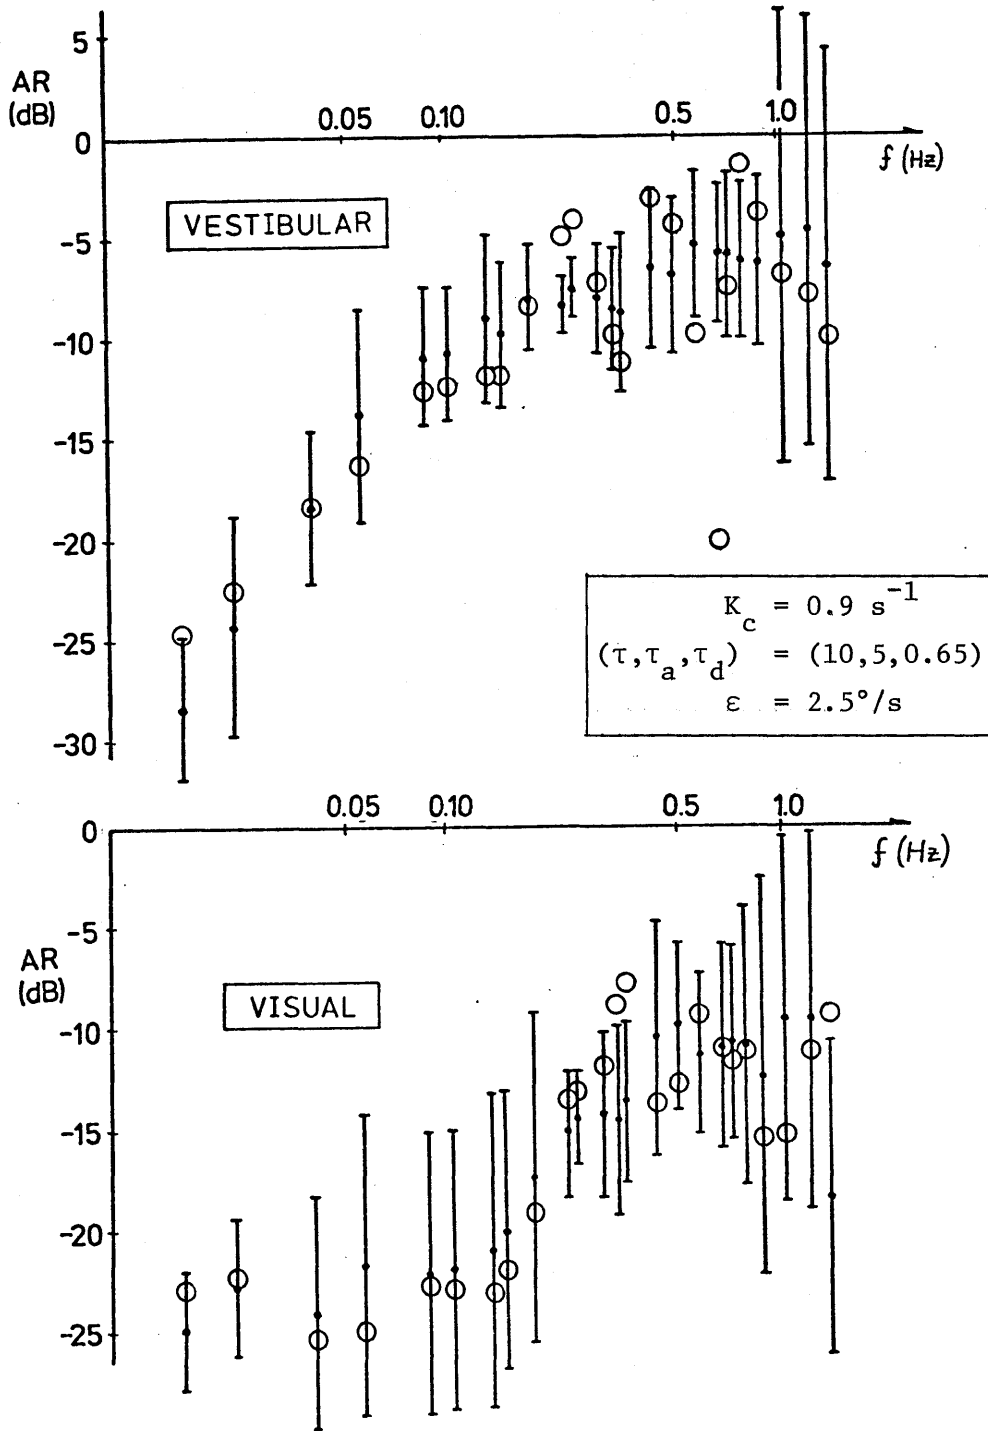 5
AR
(dB)
0.05 0.10 0.5 1.0
0
f (Hz)
VESTIBULAR
-5
-10
-15
-20
K_c = 0.9 s^-1
(τ,τ_a,τ_d) = (10,5,0.65)
ε = 2.5°/s
-25
-30
0.05 0.10 0.5 1.0
0
f (Hz)
-5
AR
(dB)
VISUAL
-10
-15
-20
-25